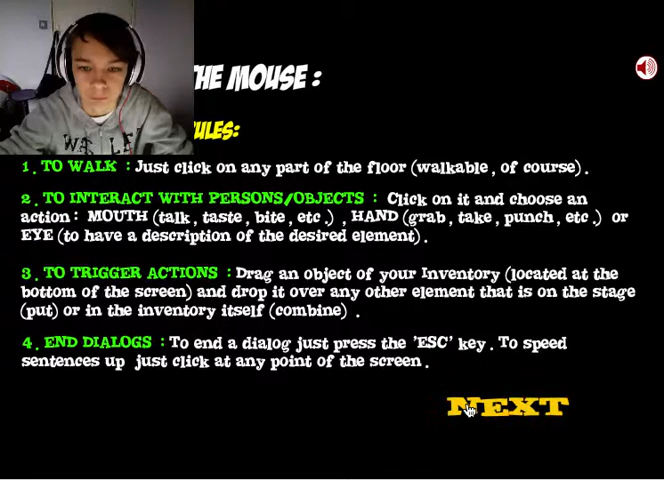 THE MOUSE :
RULES:
1. TO WALK : Just click on any part of the floor (walkable, of course).
2. TO INTERACT WITH PERSONS/OBJECTS : Click on it and choose an
action: MOUTH (talk, taste, bite, etc.), HAND (grab, take, punch, etc.) or
EYE (to have a description of the desired element).
3. TO TRIGGER ACTIONS : Drag an object of your Inventory (located at the
bottom of the screen) and drop it over any other element that is on the stage
(put) or in the inventory itself (combine).
4. END DIALOGS : To end a dialog just press the 'ESC' key. To speed
sentences up just click at any point of the screen.
NEXT